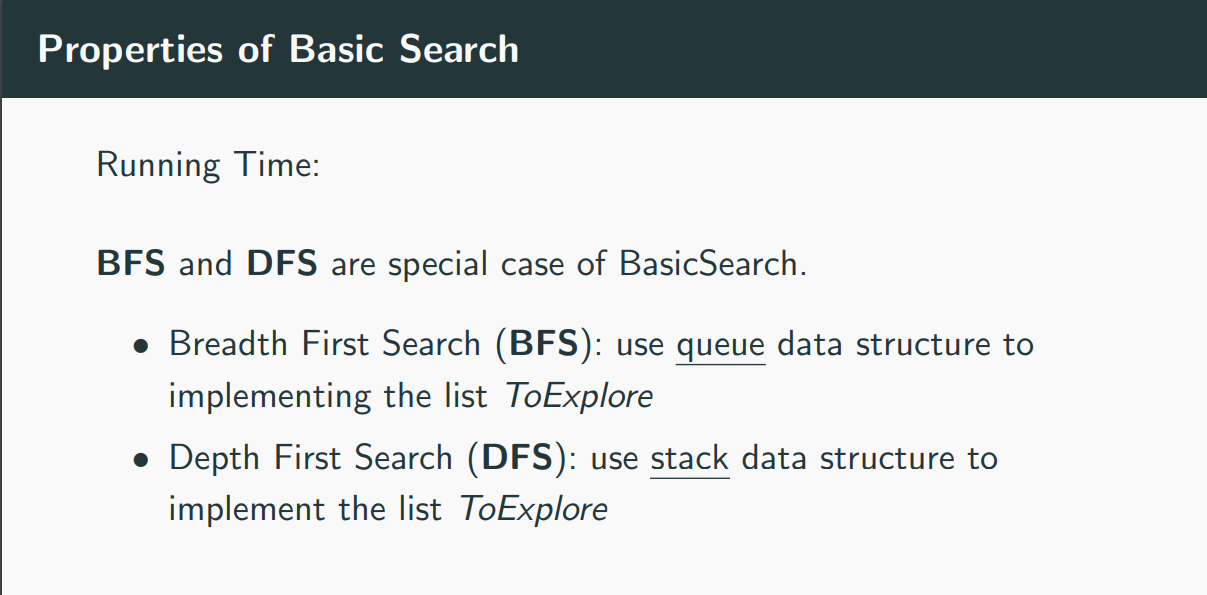 Properties of Basic Search
Running Time:
BFS and DFS are special case of BasicSearch.
• Breadth First Search (BFS): use queue data structure to
implementing the list ToExplore
• Depth First Search (DFS): use stack data structure to
implement the list ToExplore